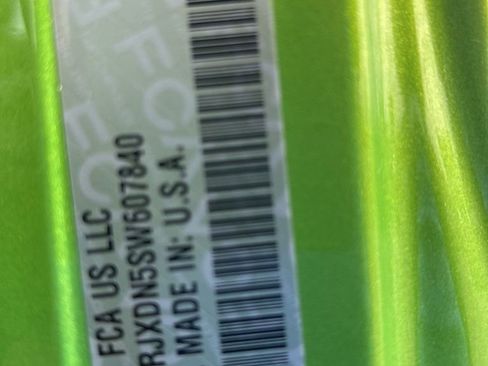 FCA US LLC
RJXDN5SW607840
MADE IN: U.S.A.